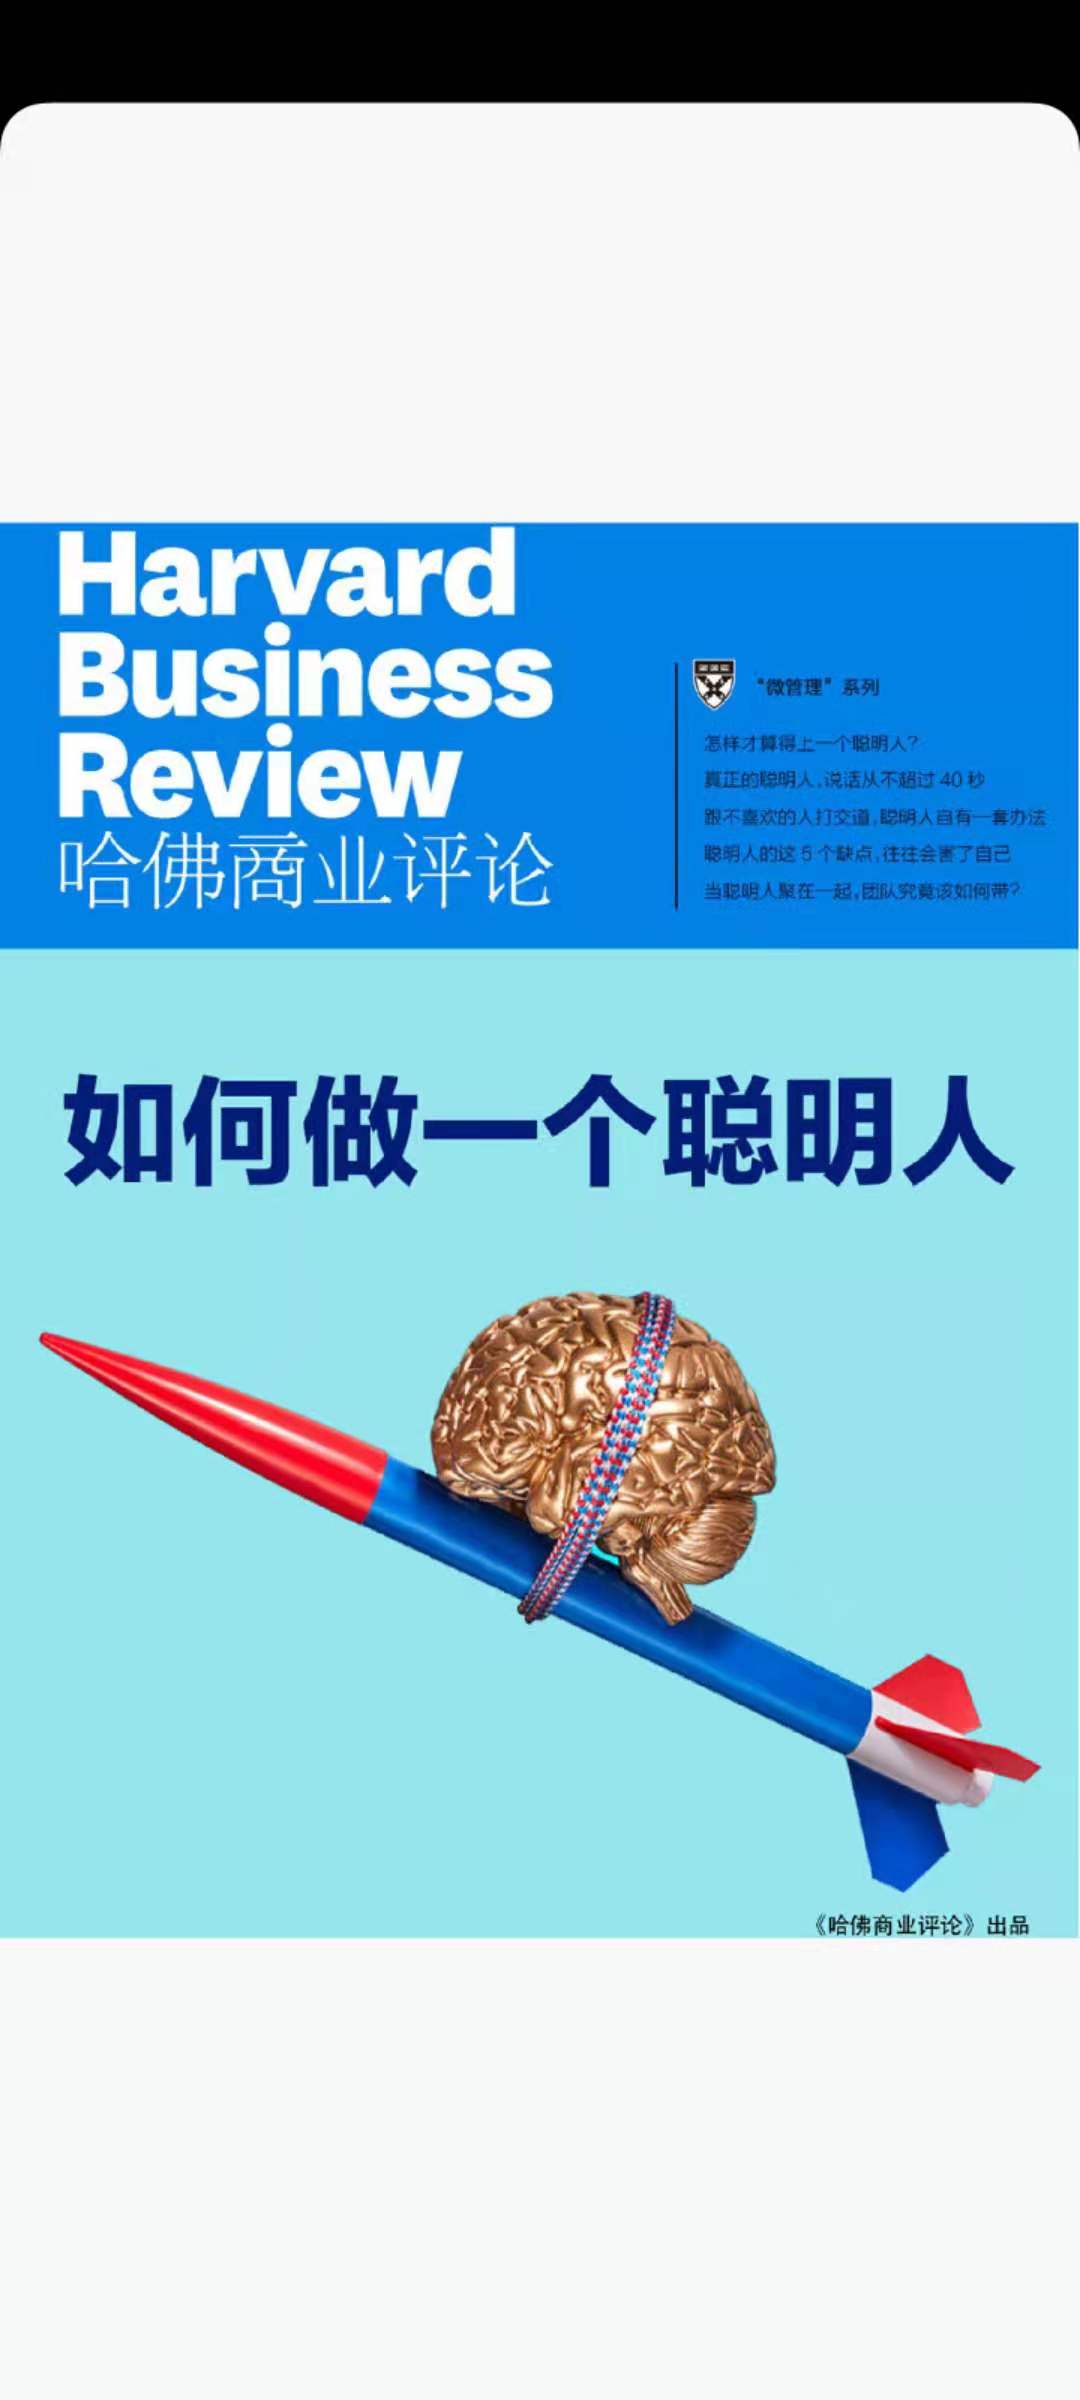 Harvard
Business
Review
哈佛商业评论
“微管理”系列
怎样才算得上一个聪明人?
真正的聪明人,说话从不超过 40 秒
跟不喜欢的人打交道,聪明人自有一套办法
聪明人的这 5 个缺点,往往会害了自己
当聪明人聚在一起,团队究竟该如何带?
如何做一个聪明人
《哈佛商业评论》出品